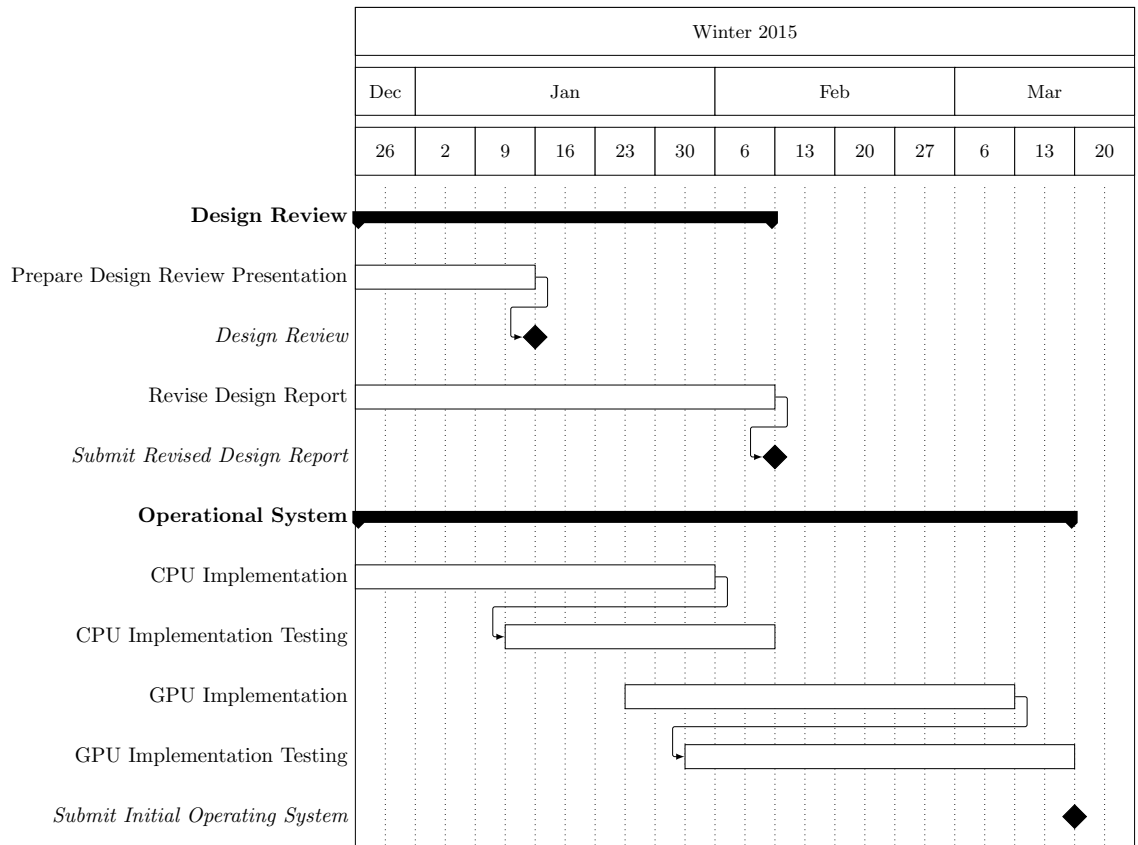 Winter 2015
Dec Jan Feb Mar
26 2 9 16 23 30 6 13 20 27 6 13 20
Design Review
Prepare Design Review Presentation
Design Review
Revise Design Report
Submit Revised Design Report
Operational System
CPU Implementation
CPU Implementation Testing
GPU Implementation
GPU Implementation Testing
Submit Initial Operating System